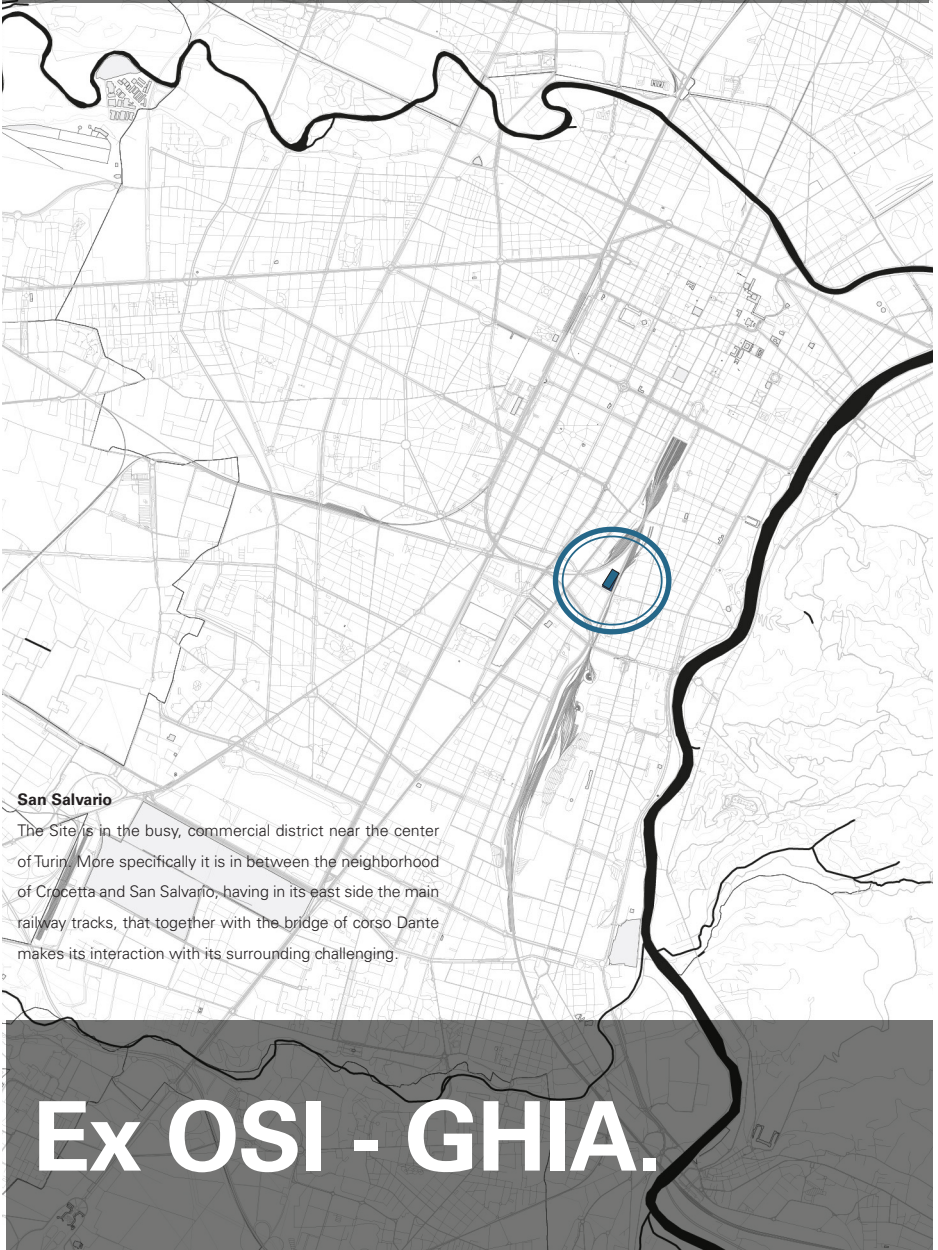 San Salvario
The Site is in the busy, commercial district near the center
of Turin. More specifically it is in between the neighborhood
of Crocetta and San Salvario, having in its east side the main
railway tracks, that together with the bridge of corso Dante
makes its interaction with its surrounding challenging.
Ex OSI - GHIA.